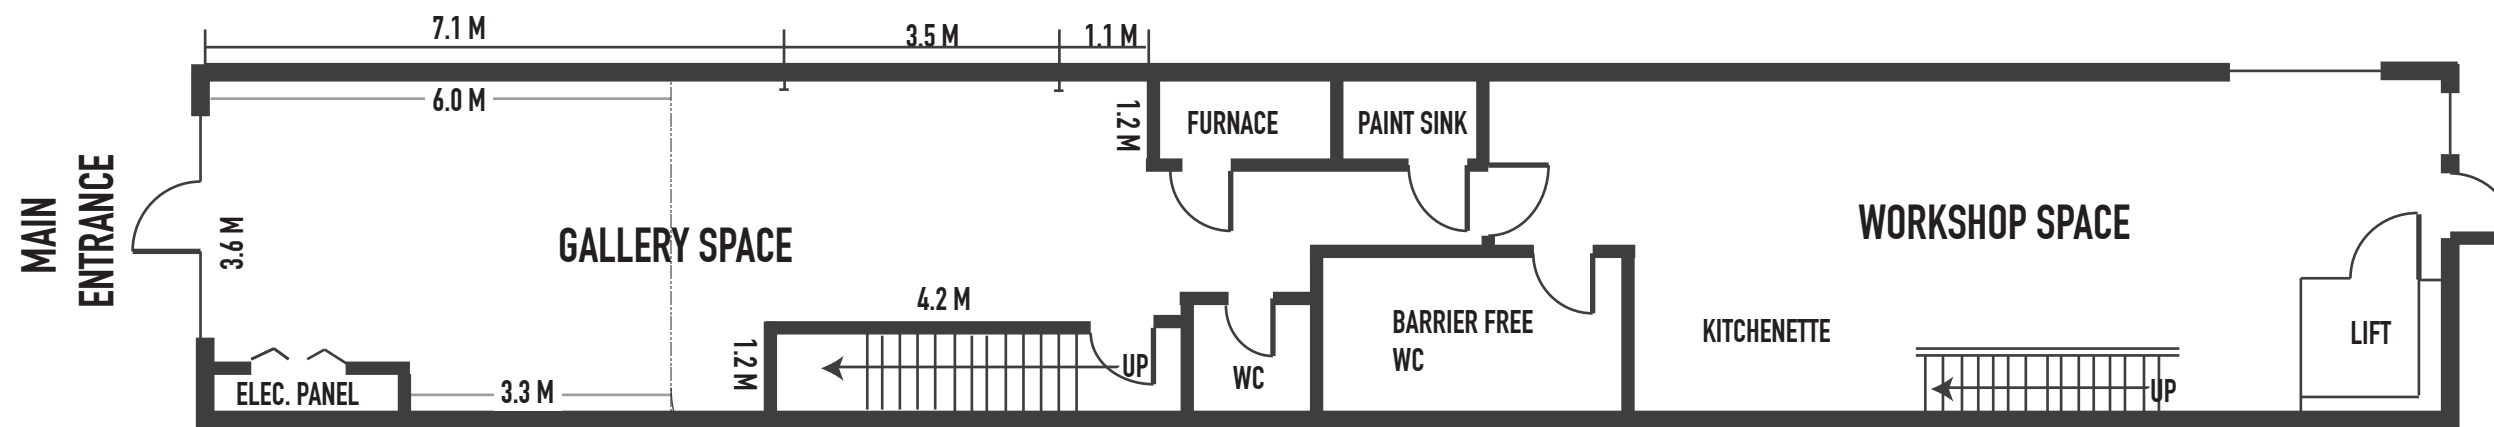 7.1 M
3.5 M
1.1 M
6.0 M
1.2 M
FURNACE
PAINT SINK
MAIN
ENTRANCE
3.9 M
GALLERY SPACE
WORKSHOP SPACE
4.2 M
1.2 M
UP
WC
BARRIER FREE
WC
KITCHENETTE
LIFT
UP
ELEC. PANEL
3.3 M